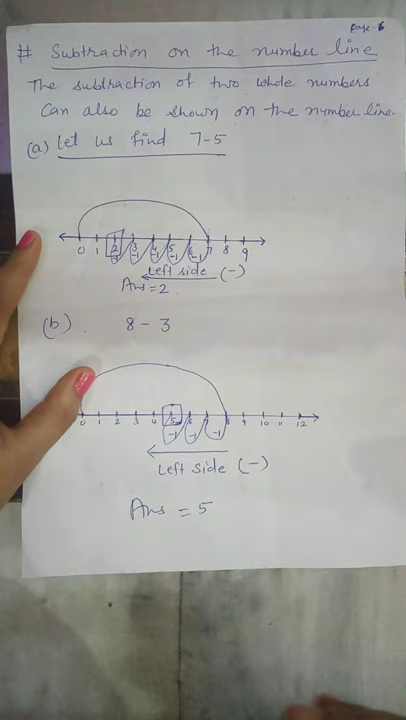 Page-6
# Subtraction on the number line
The subtraction of two whole numbers
Can also be shown on the number line.
(a) Let us find 7-5
0 1 2 3 4 5 6 7 8 9
-1 -1 -1 -1 -1
Left side (-)
Ans = 2
(b) 8 - 3
0 1 2 3 4 5 6 7 8 9 10 11 12
-1 -1 -1
Left side (-)
Ans = 5